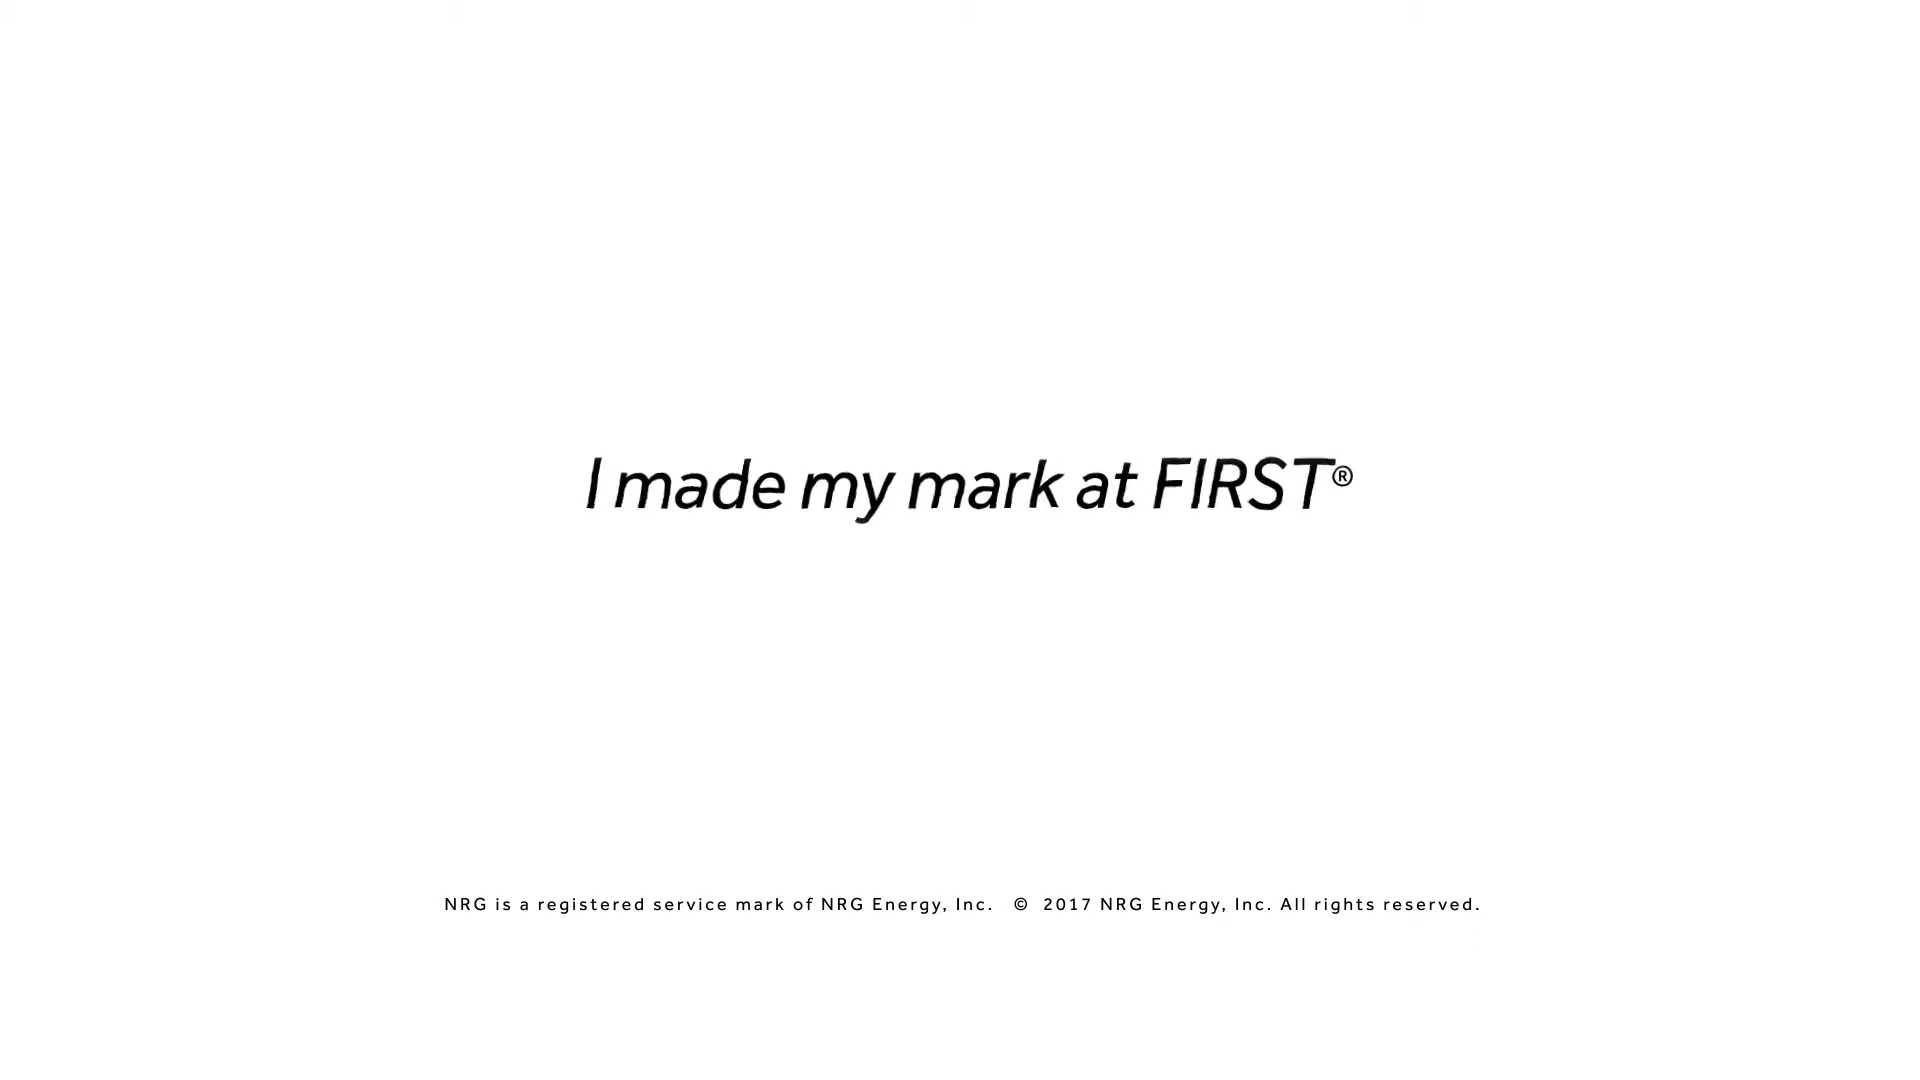 I made my mark at FIRST®
NRG is a registered service mark of NRG Energy, Inc. © 2017 NRG Energy, Inc. All rights reserved.